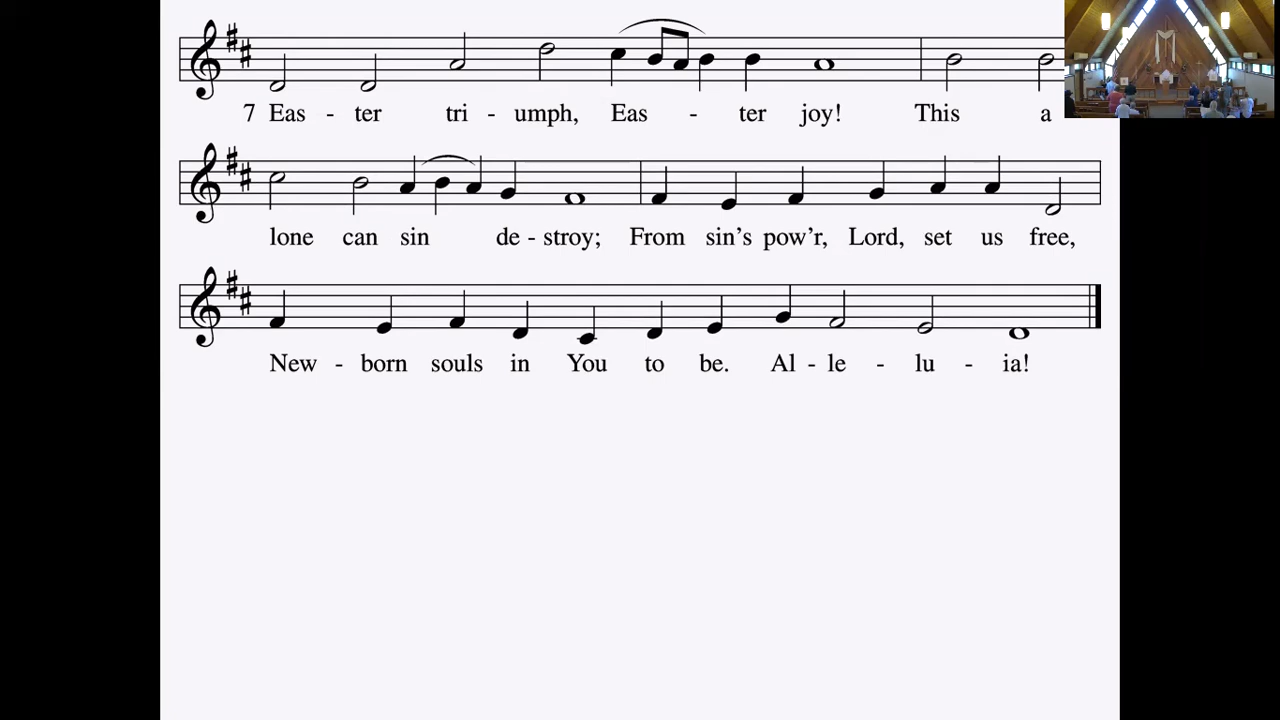 7 Eas - ter tri - umph, Eas - ter joy! This a
lone can sin de - stroy; From sin's pow'r, Lord, set us free,
New - born souls in You to be. Al - le - lu - ia!